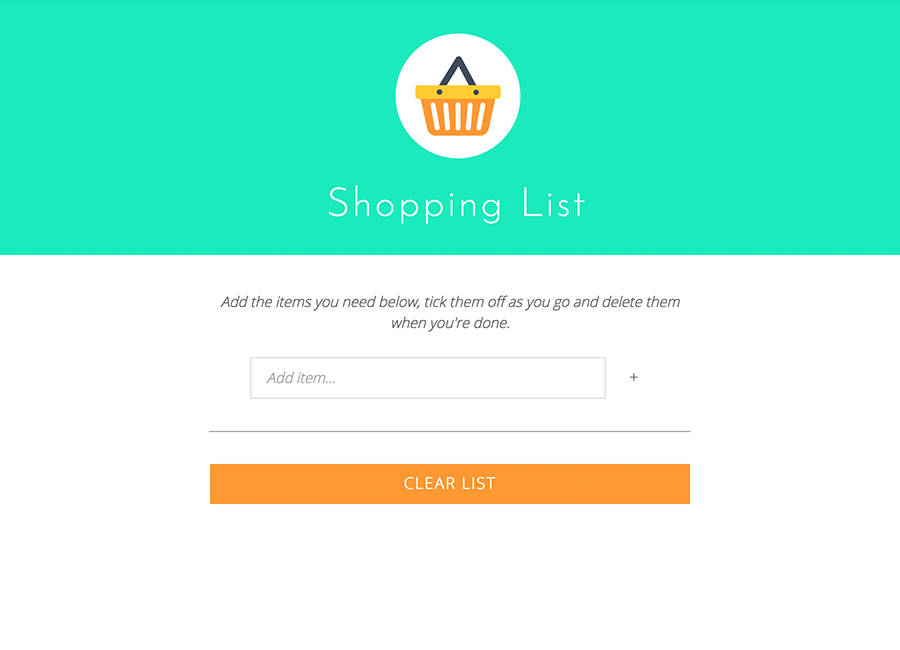 Shopping List
Add the items you need below, tick them off as you go and delete them
when you're done.
Add item...
+
CLEAR LIST